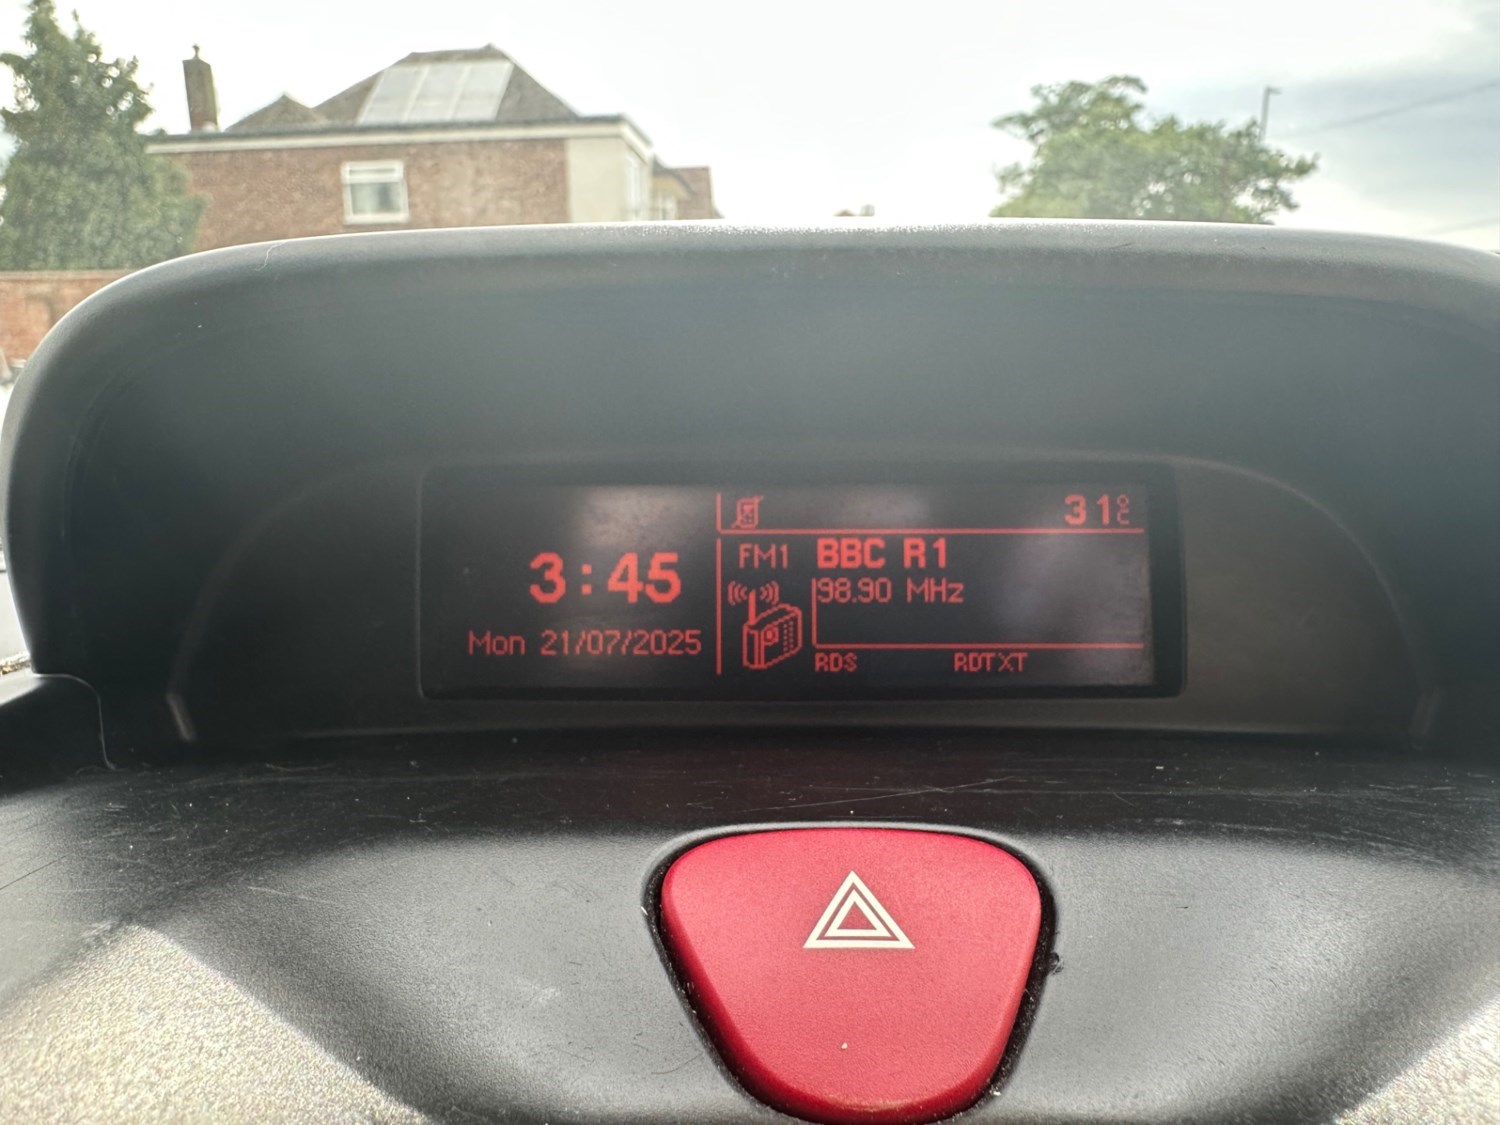 31°C
3:45
FM1 BBC R1
98.90 MHz
Mon 21/07/2025
RDS RDTXT